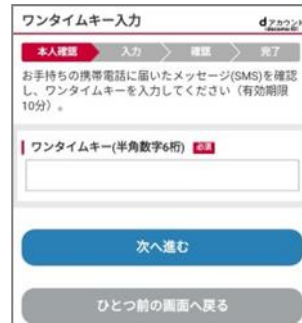 ワンタイムキー入力
dアカウント
本人確認 入力 確認 完了
お手持ちの携帯電話に届いたメッセージ(SMS)を確認
し、ワンタイムキーを入力してください（有効期限
10分）。
ワンタイムキー(半角数字6桁) 必須
次へ進む
ひとつ前の画面へ戻る